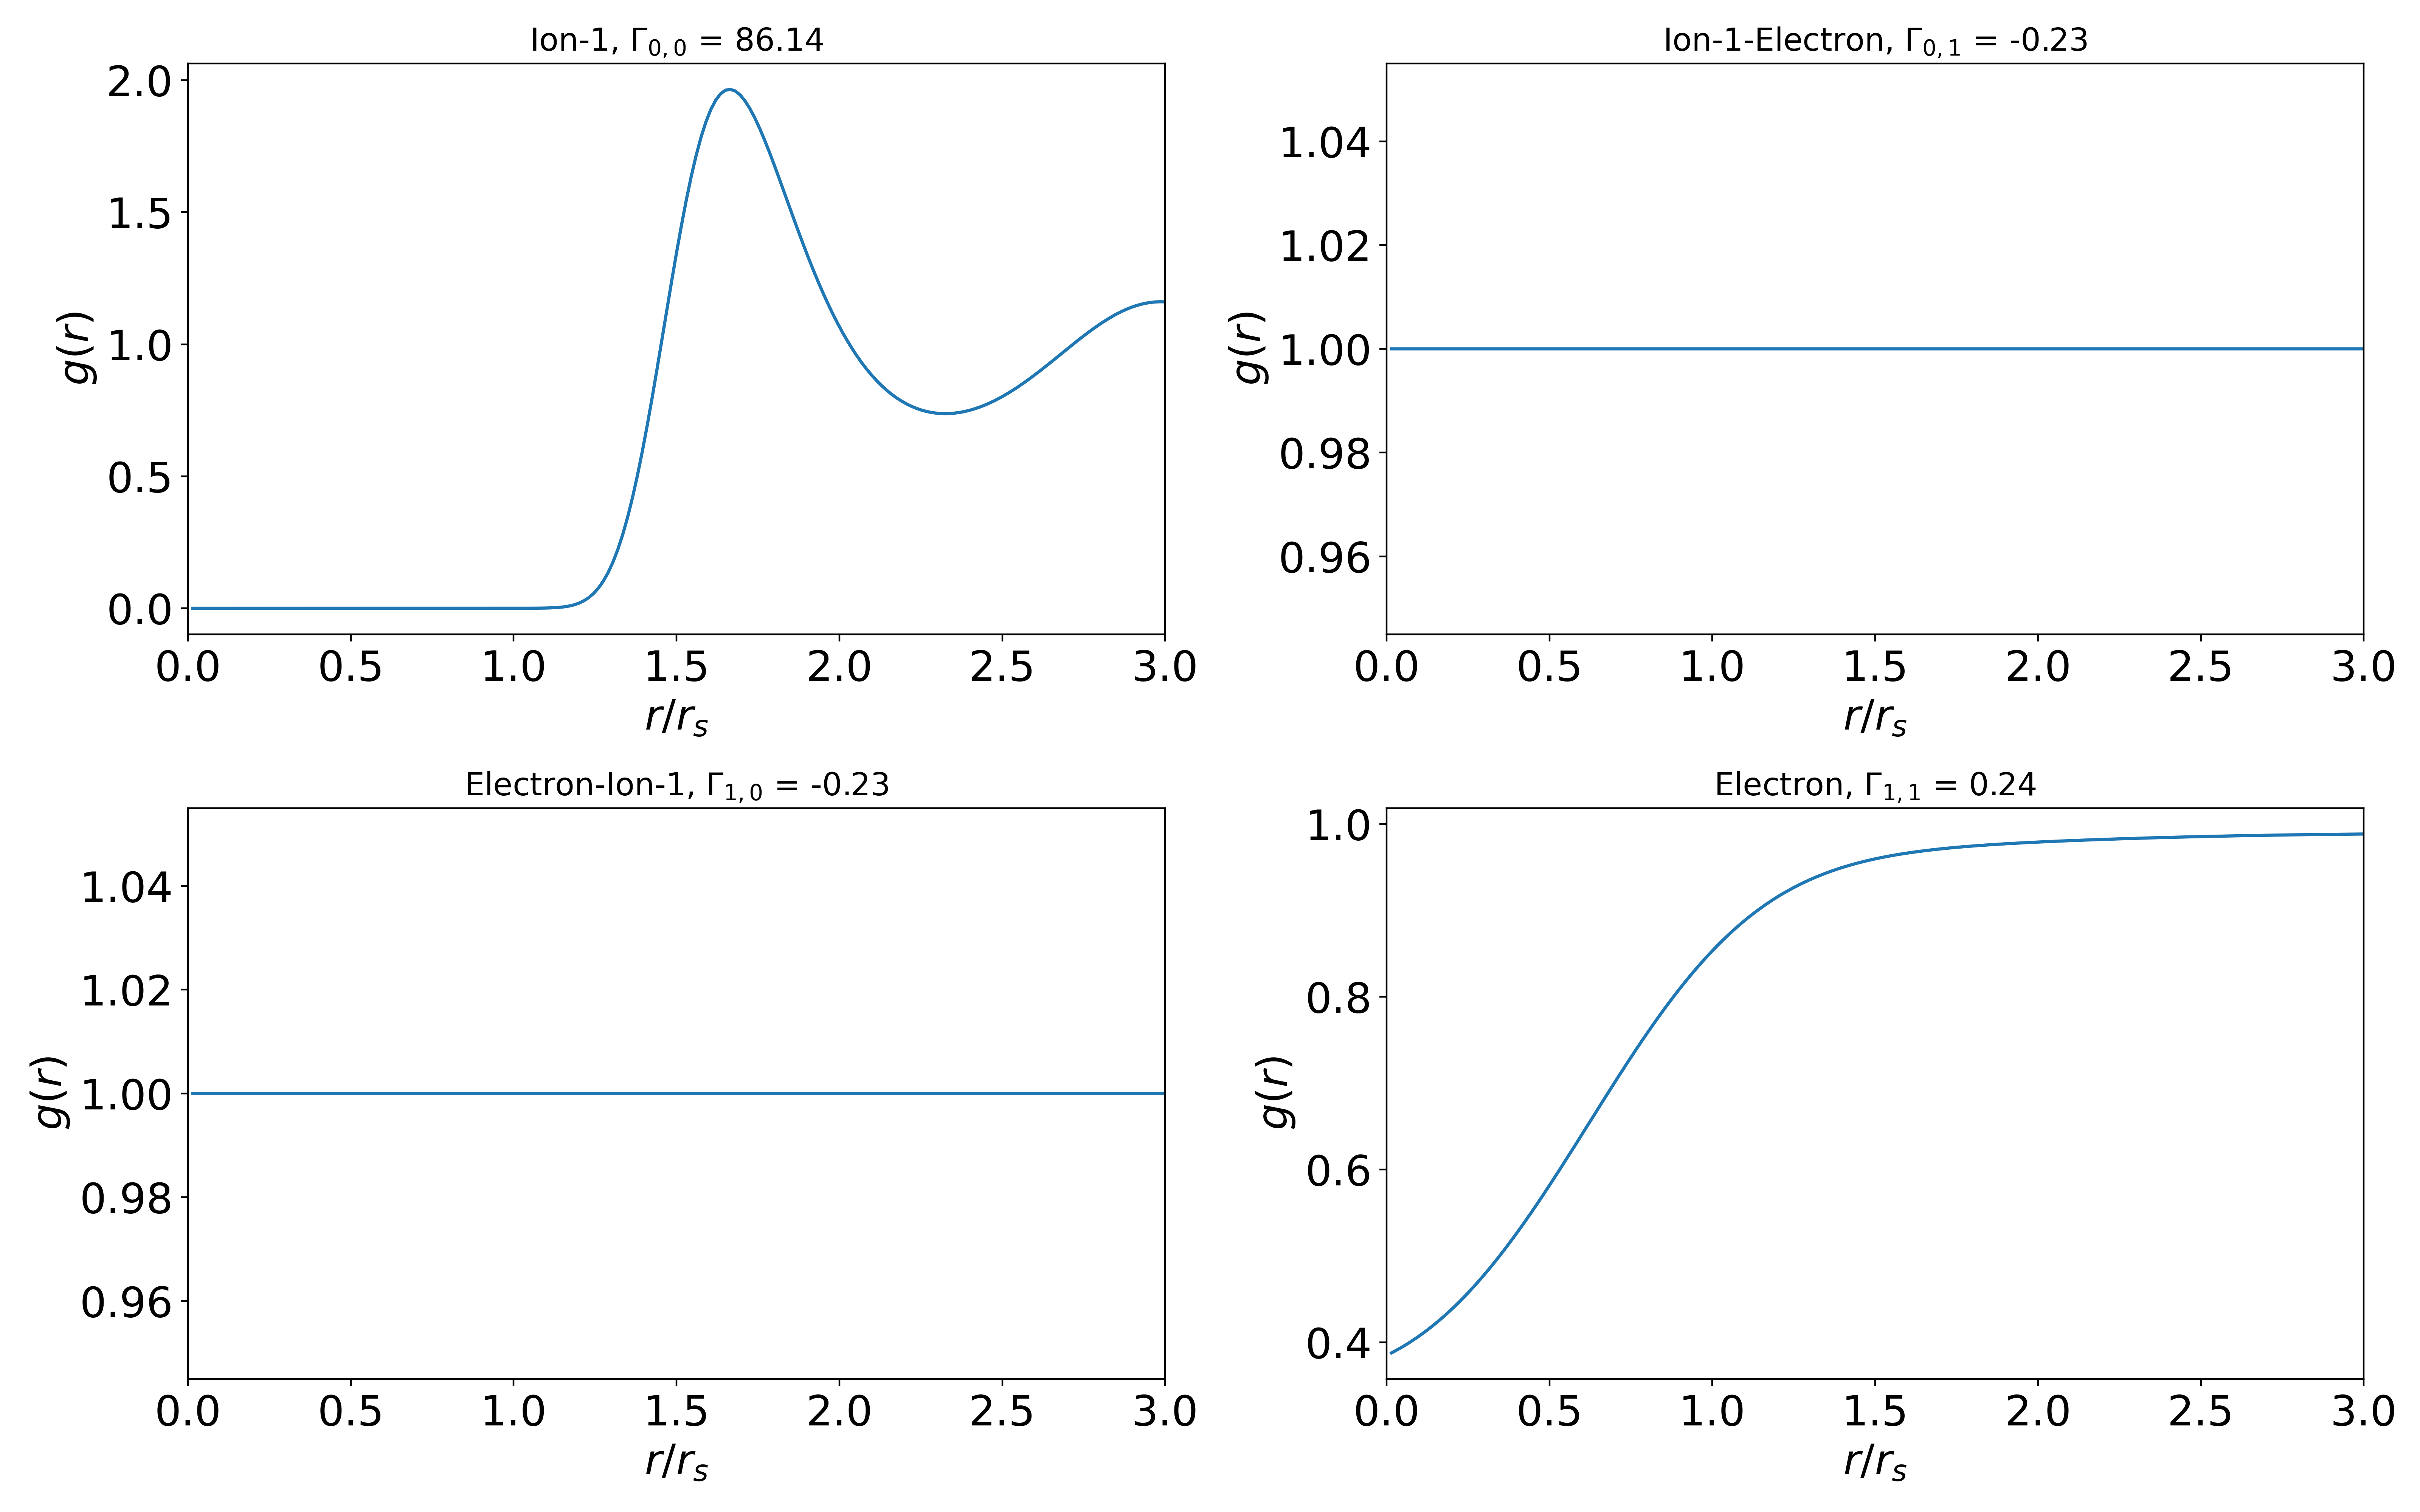 Ion-1, Γ0,0 = 86.14
2.0
1.5
1.0
0.5
0.0
g(r)
0.0 0.5 1.0 1.5 2.0 2.5 3.0
r/rs
Ion-1-Electron, Γ0,1 = -0.23
1.04
1.02
1.00
0.98
0.96
g(r)
0.0 0.5 1.0 1.5 2.0 2.5 3.0
r/rs
Electron-Ion-1, Γ1,0 = -0.23
1.04
1.02
1.00
0.98
0.96
g(r)
0.0 0.5 1.0 1.5 2.0 2.5 3.0
r/rs
Electron, Γ1,1 = 0.24
1.0
0.8
0.6
0.4
g(r)
0.0 0.5 1.0 1.5 2.0 2.5 3.0
r/rs